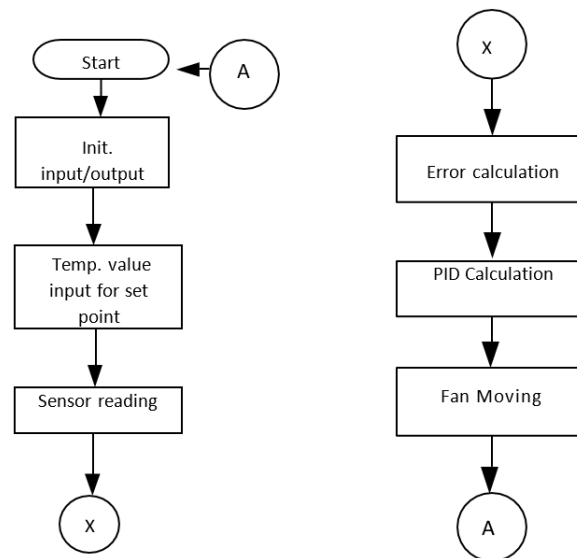 Start
A
Init.
input/output
Temp. value
input for set
point
Sensor reading
X
X
Error calculation
PID Calculation
Fan Moving
A